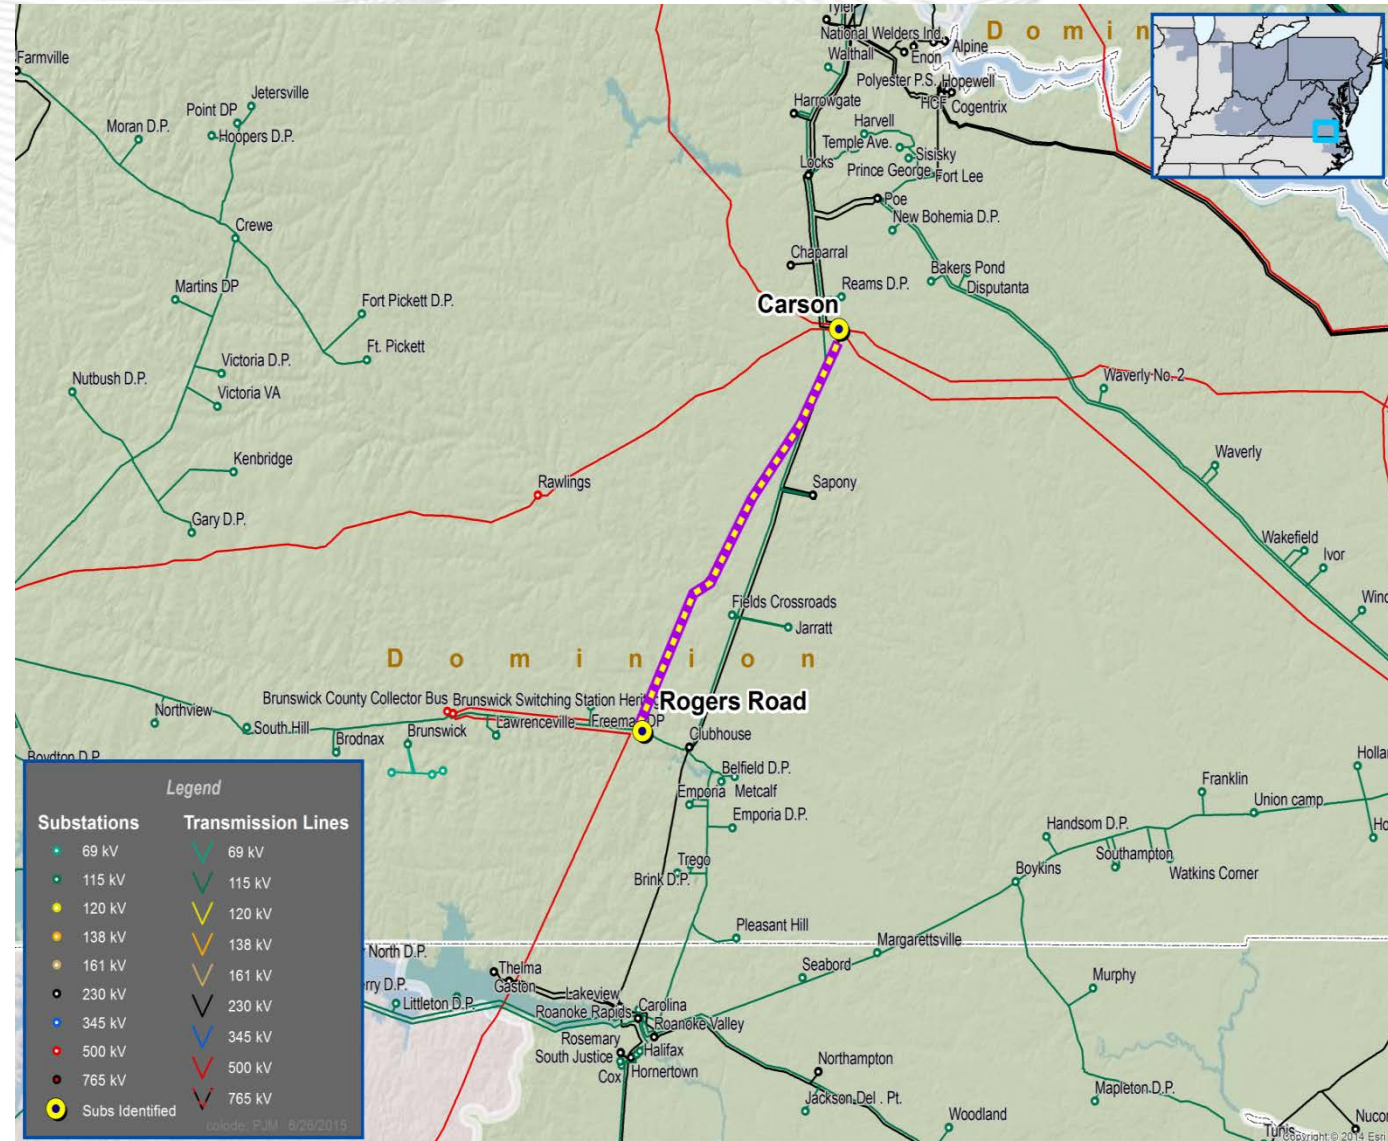 Tyler
National Welders Ind.
Alpine
Enon
Walthall
Polyester P.S.
Hopewell
HCF
Cogentrix
Farmville
Jetersville
Point DP
Hoopers D.P.
Moran D.P.
Harrowgate
Harvell
Temple Ave.
Sisisky
Locks
Prince George
Fort Lee
Poe
New Bohemia D.P.
Crewe
Chaparral
Bakers Pond
Disputanta
Reams D.P.
Martins DP
Fort Pickett D.P.
Carson
Ft. Pickett
Victoria D.P.
Victoria VA
Nutbush D.P.
Waverly No. 2
Waverly
Kenbridge
Rawlings
Sapony
Gary D.P.
Wakefield
Ivor
Fields Crossroads
Jarratt
D o m i n i o n
D o m i n
Brunswick County Collector Bus
Brunswick Switching Station
Rogers Road
Northview
South Hill
Brodnax
Brunswick
Lawrenceville
Clubhouse
Boydton D.P.
Belfield D.P.
Emporia
Metcalf
Emporia D.P.
Franklin
Union camp
Handsom D.P.
Southampton
Watkins Corner
Boykins
Trego
Brink D.P.
Pleasant Hill
Margarettsville
Seabord
Murphy
North D.P.
Thelma
Gaston
Littleton D.P.
Lakeview
Carolina
Roanoke Rapids
Roanoke Valley
Rosemary
South Justice
Halifax
Hornertown
Cox
Northampton
Jackson Del . Pt.
Mapleton D.P.
Woodland
Tunis
Legend
Substations
69 kV
115 kV
120 kV
138 kV
161 kV
230 kV
345 kV
500 kV
765 kV
Subs Identified
Transmission Lines
69 kV
115 kV
120 kV
138 kV
161 kV
230 kV
345 kV
500 kV
765 kV
colode; PJM 6/26/2015
Copyright:© 2014 Esri